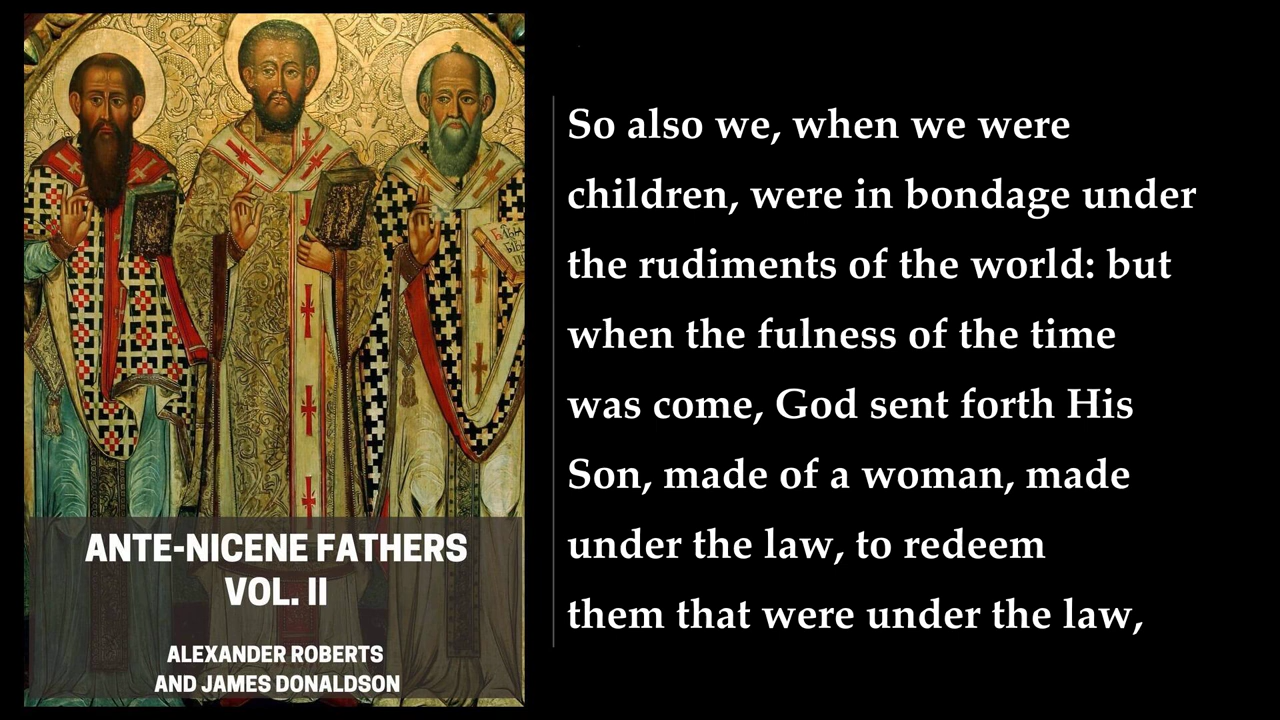 ANTE-NICENE FATHERS
VOL. II
ALEXANDER ROBERTS
AND JAMES DONALDSON
So also we, when we were
children, were in bondage under
the rudiments of the world: but
when the fulness of the time
was come, God sent forth His
Son, made of a woman, made
under the law, to redeem
them that were under the law,